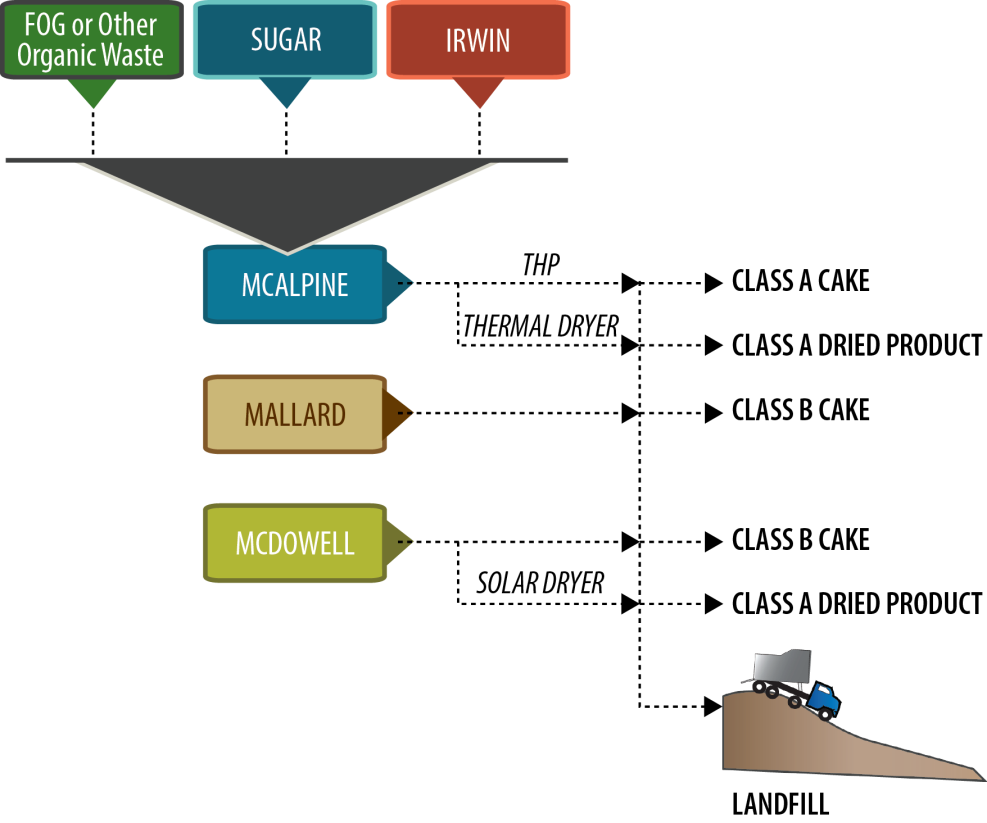 FOG or Other
Organic Waste
SUGAR
IRWIN
MCALPINE
THP
CLASS A CAKE
THERMAL DRYER
CLASS A DRIED PRODUCT
MALLARD
CLASS B CAKE
MCDOWELL
CLASS B CAKE
SOLAR DRYER
CLASS A DRIED PRODUCT
LANDFILL